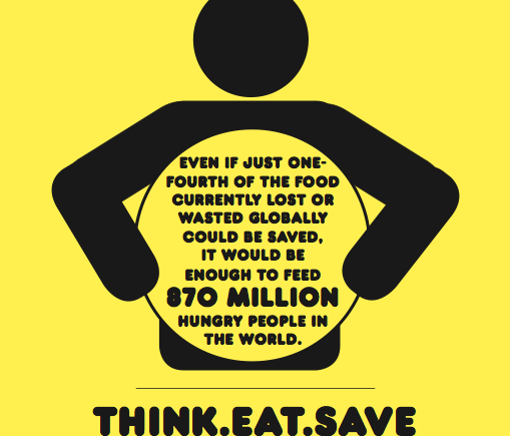 EVEN IF JUST ONE-
FOURTH OF THE FOOD
CURRENTLY LOST OR
WASTED GLOBALLY
COULD BE SAVED,
IT WOULD BE
ENOUGH TO FEED
870 MILLION
HUNGRY PEOPLE IN
THE WORLD.
THINK.EAT.SAVE